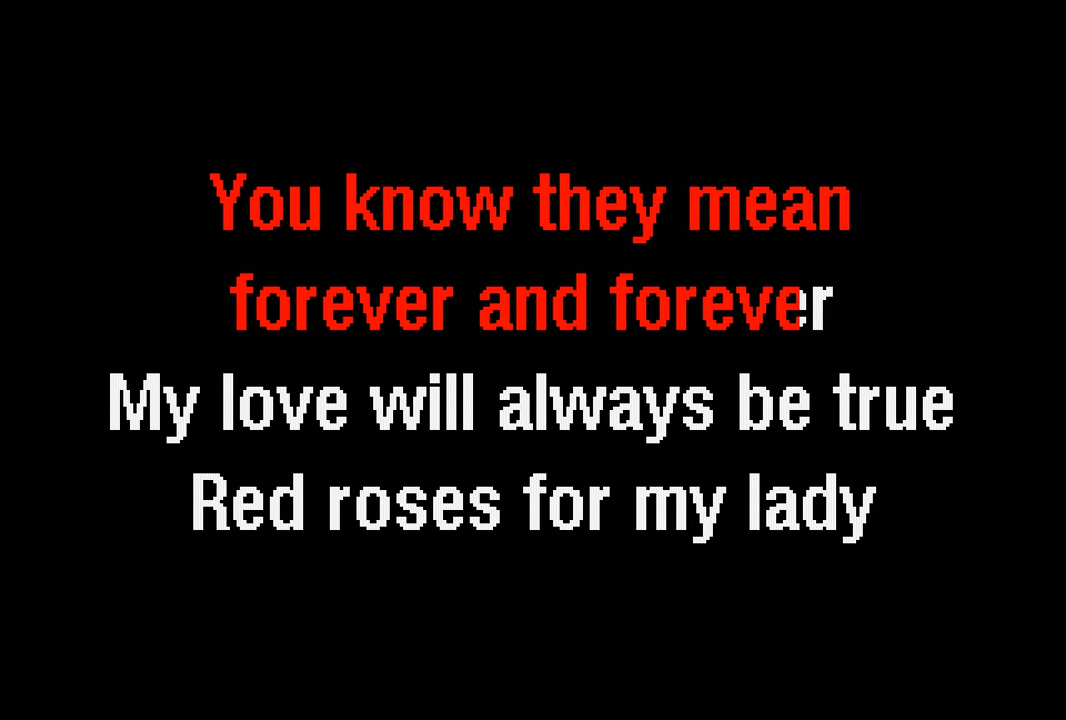 You know they mean
forever and forever
My love will always be true
Red roses for my lady